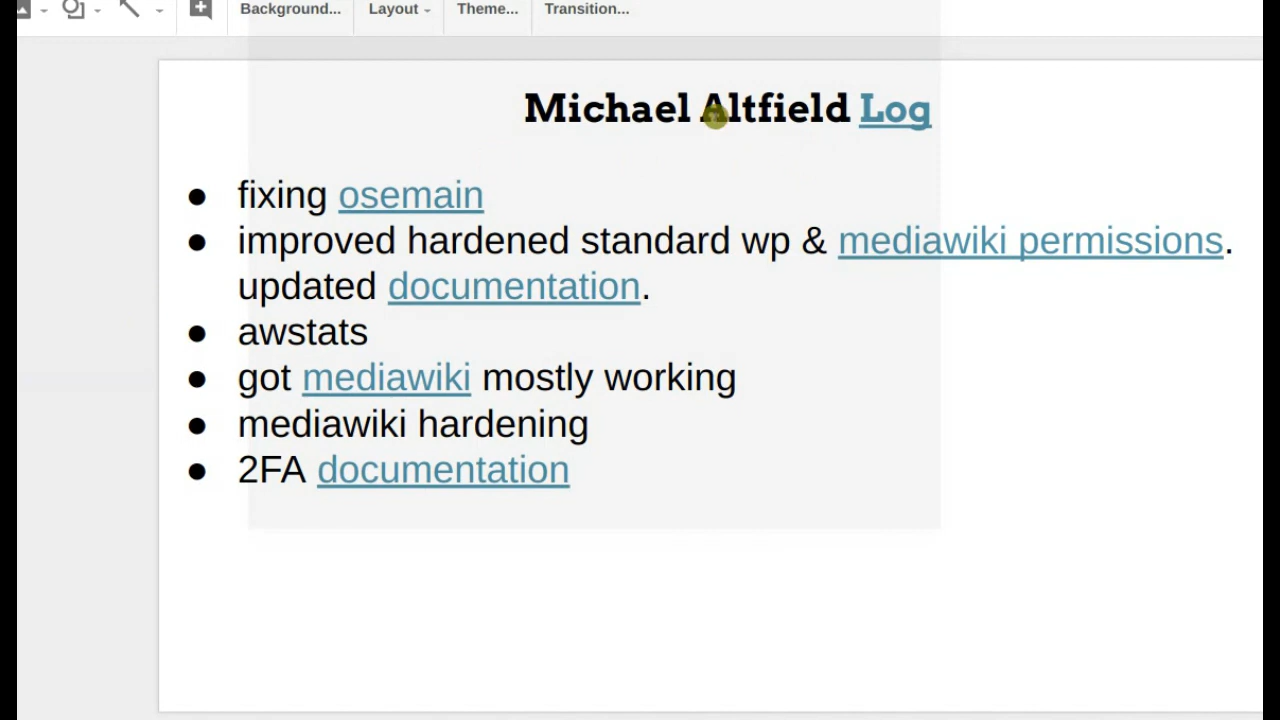 Background... Layout Theme... Transition...
Michael Altfield Log
● fixing osemain
● improved hardened standard wp & mediawiki permissions.
updated documentation.
● awstats
● got mediawiki mostly working
● mediawiki hardening
● 2FA documentation